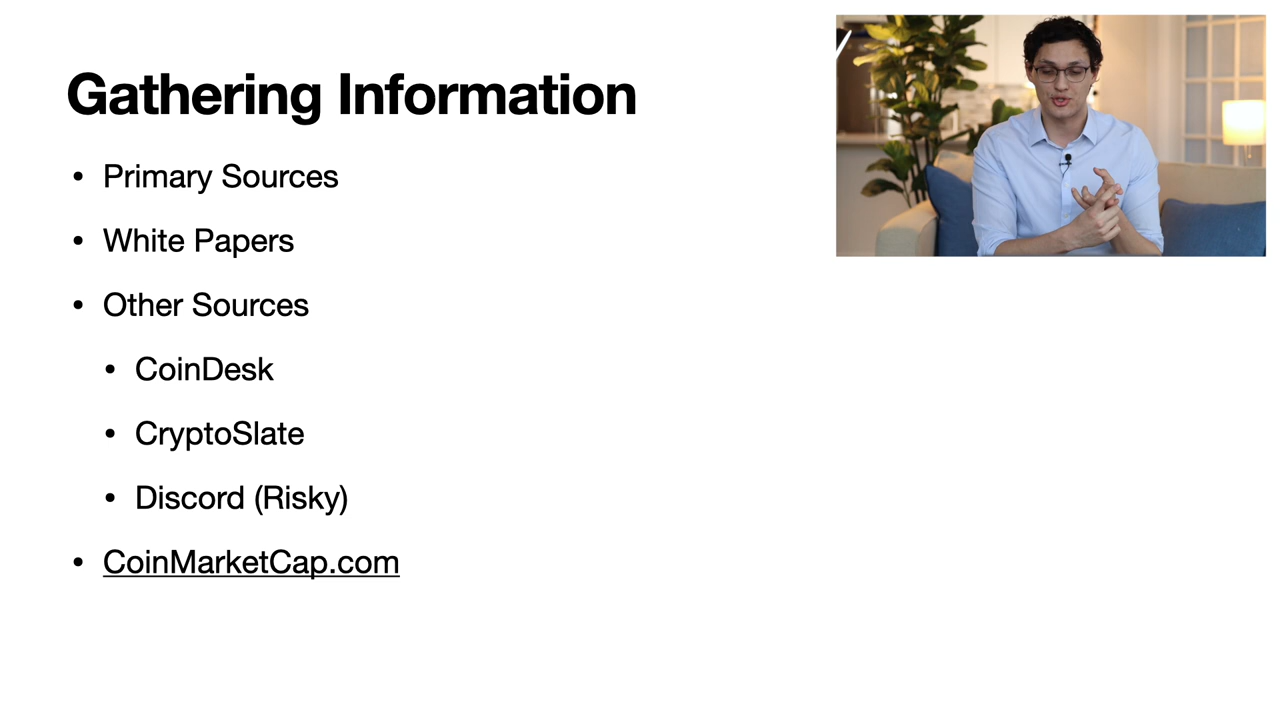 Gathering Information
• Primary Sources
• White Papers
• Other Sources
• CoinDesk
• CryptoSlate
• Discord (Risky)
• CoinMarketCap.com